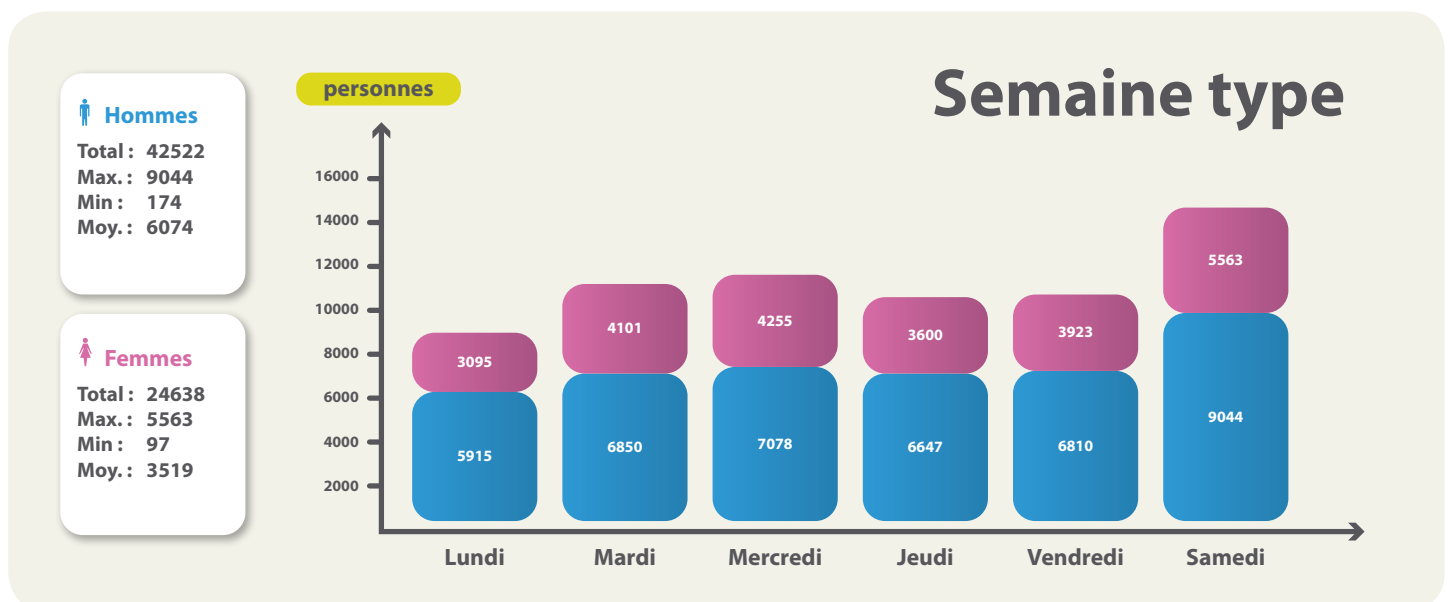 Semaine type
Hommes
Total : 42522
Max. : 9044
Min : 174
Moy. : 6074
Femmes
Total : 24638
Max. : 5563
Min : 97
Moy. : 3519
personnes
16000
14000
12000
10000
8000
6000
4000
2000
3095
4101
4255
3600
3923
5563
5915
6850
7078
6647
6810
9044
Lundi Mardi Mercredi Jeudi Vendredi Samedi